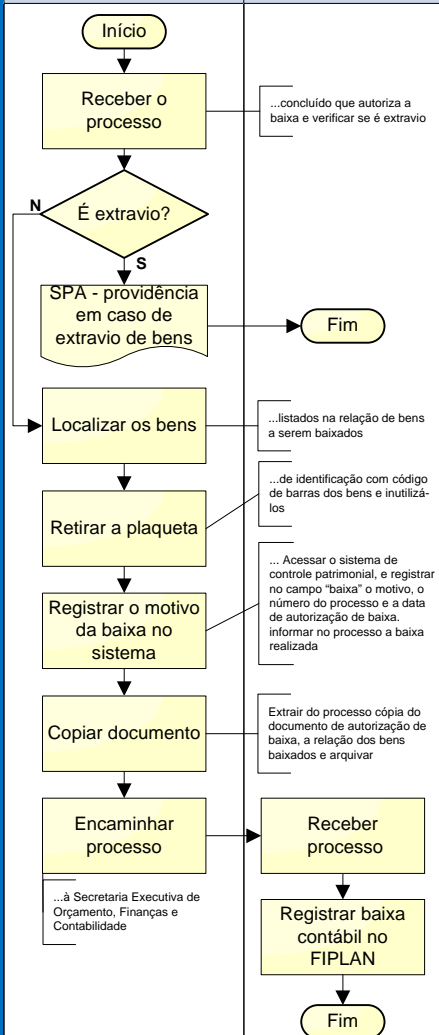 Início
Receber o
processo
...concluído que autoriza a
baixa e verificar se é extravio
N
É extravio?
S
SPA - providência
em caso de
extravio de bens
Fim
Localizar os bens
...listados na relação de bens
a serem baixados
...de identificação com código
de barras dos bens e inutilizá-
los
Retirar a plaqueta
... Acessar o sistema de
controle patrimonial, e registrar
no campo “baixa” o motivo, o
número do processo e a data
de autorização de baixa.
informar no processo a baixa
realizada
Registrar o motivo
da baixa no
sistema
Copiar documento
Extrair do processo cópia do
documento de autorização de
baixa, a relação dos bens
baixados e arquivar
Encaminhar
processo
...à Secretaria Executiva de
Orçamento, Finanças e
Contabilidade
Receber
processo
Registrar baixa
contábil no
FIPLAN
Fim